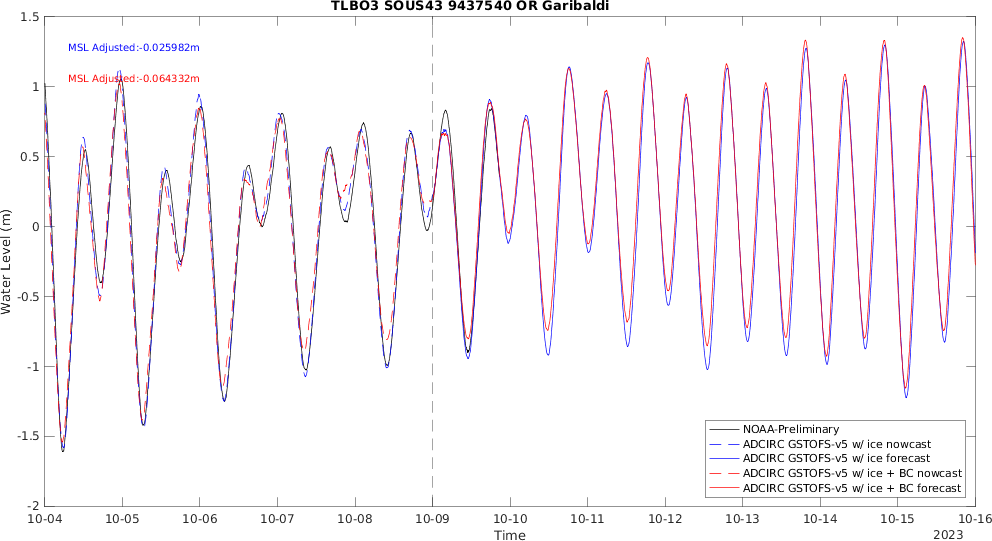 TLBO3 SOUS43 9437540 OR Garibaldi
MSL Adjusted:-0.025982m
MSL Adjusted:-0.064332m
Water Level (m)
1.5
1
0.5
0
-0.5
-1
-1.5
-2
NOAA-Preliminary
ADCIRC GSTOFS-v5 w/ ice nowcast
ADCIRC GSTOFS-v5 w/ ice forecast
ADCIRC GSTOFS-v5 w/ ice + BC nowcast
ADCIRC GSTOFS-v5 w/ ice + BC forecast
10-04 10-05 10-06 10-07 10-08 10-09 10-10 10-11 10-12 10-13 10-14 10-15 10-16
Time
2023